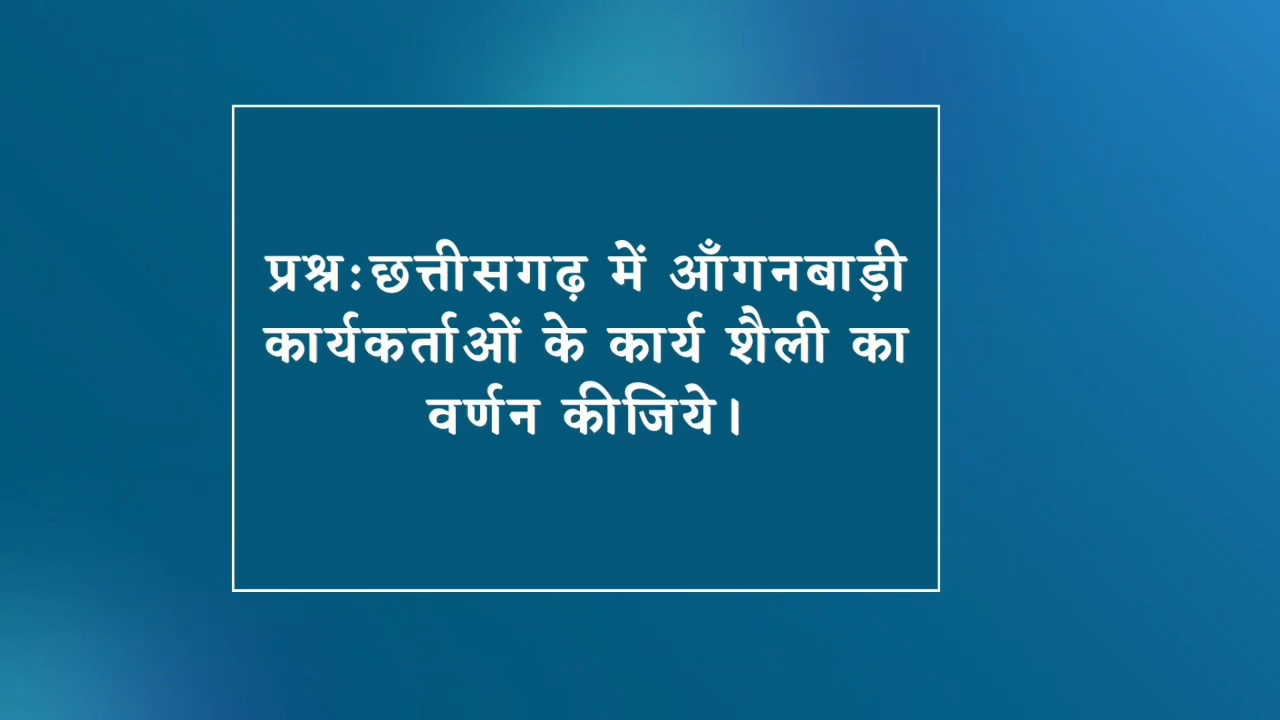 प्रश्न:छत्तीसगढ़ में आँगनबाड़ी
कार्यकर्ताओं के कार्य शैली का
वर्णन कीजिये।